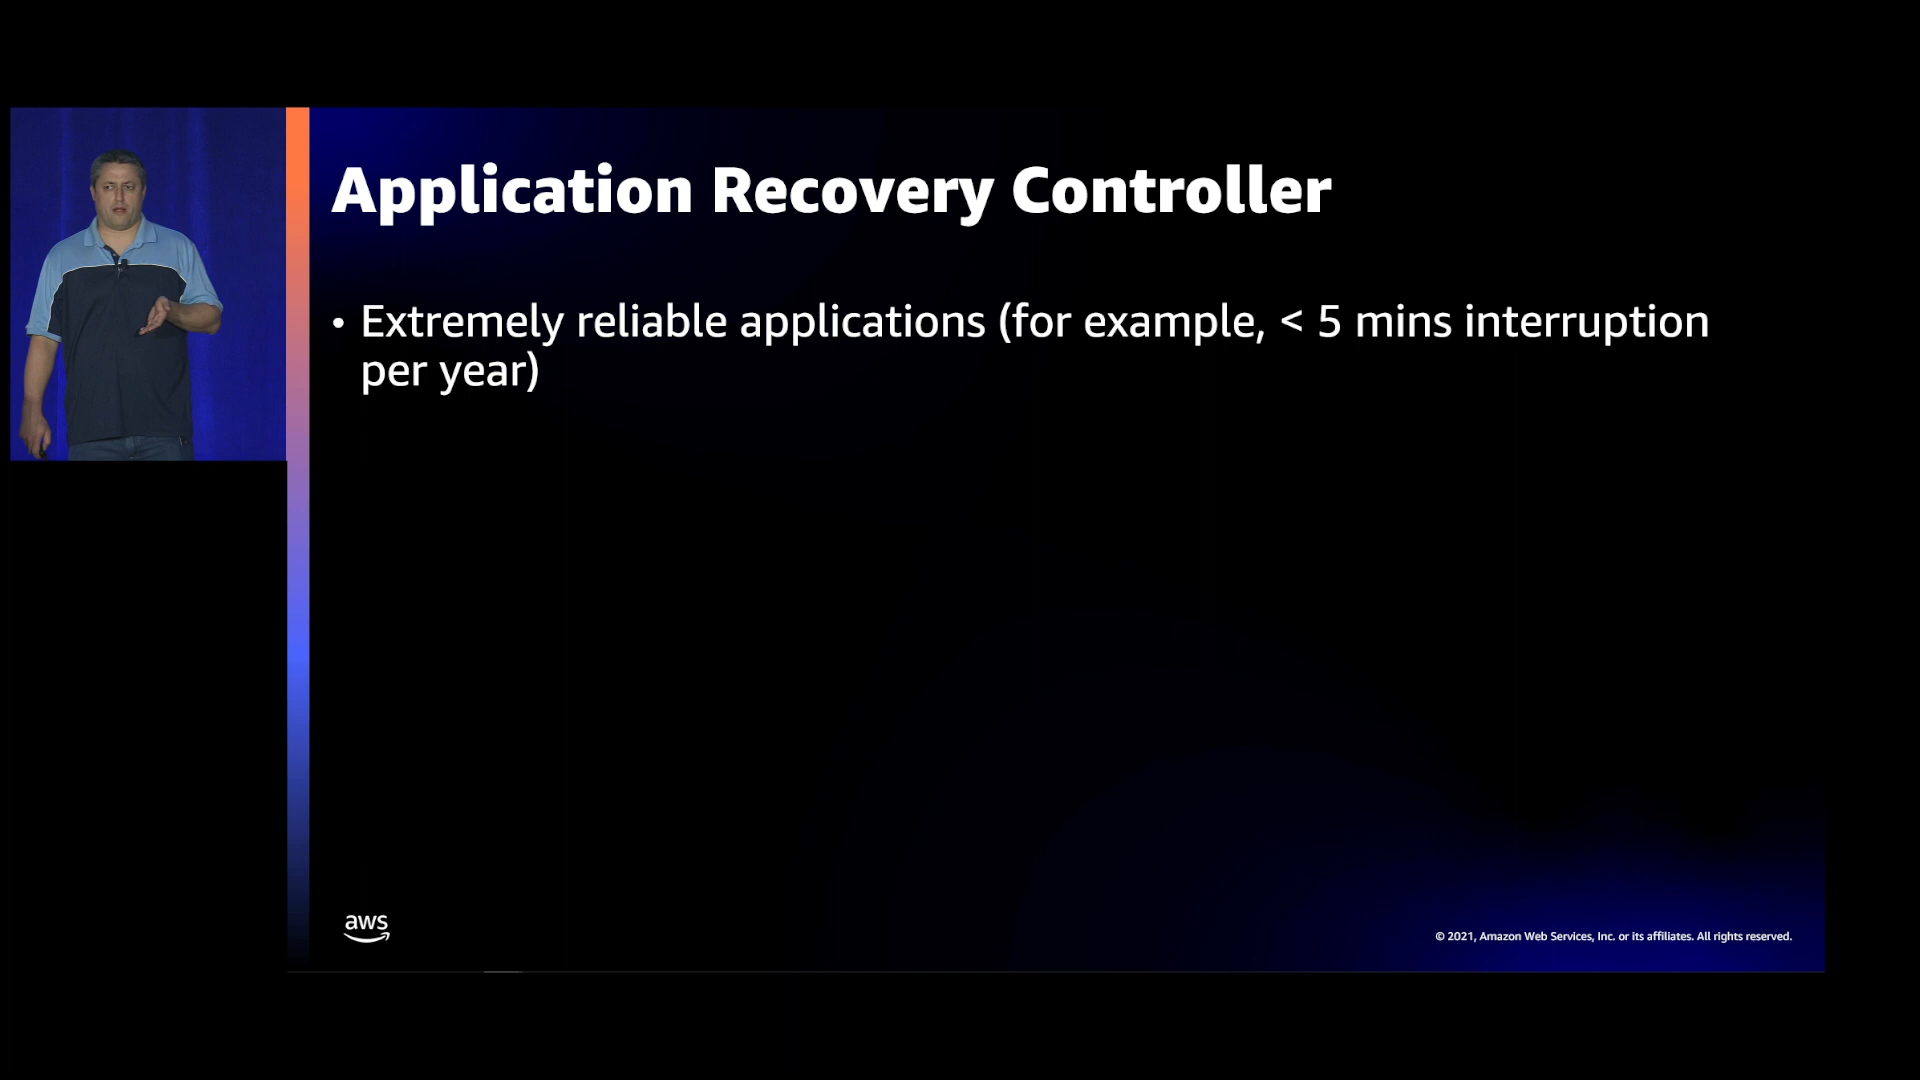 Application Recovery Controller
• Extremely reliable applications (for example, < 5 mins interruption
per year)
aws
© 2021, Amazon Web Services, Inc. or its affiliates. All rights reserved.